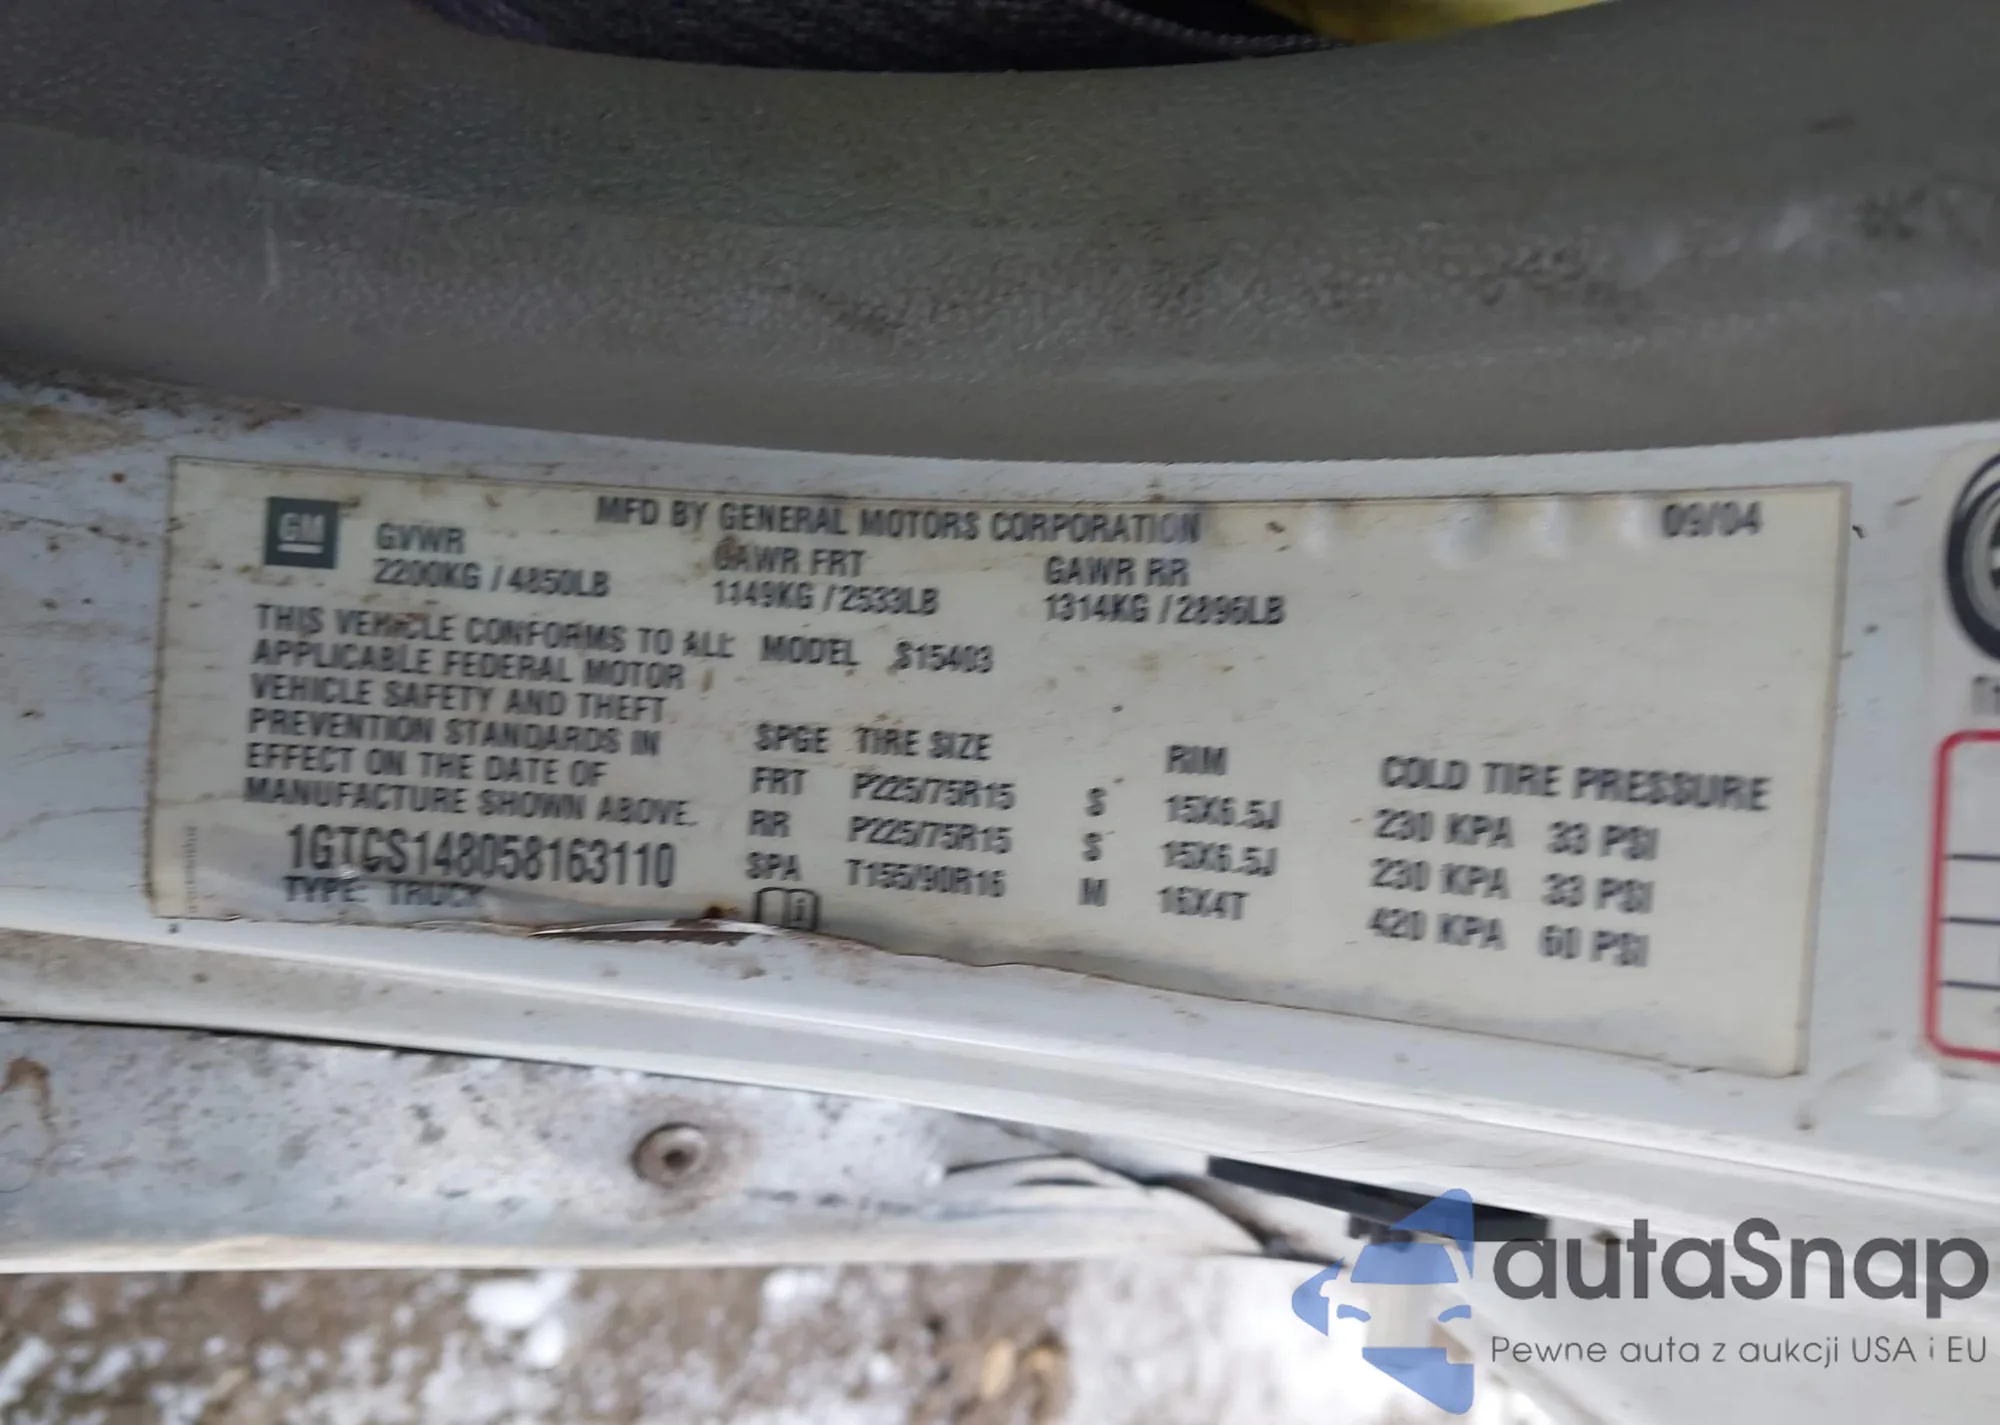 GM
MFD BY GENERAL MOTORS CORPORATION 09/04
GVWR GAWR FRT GAWR RR
2200KG / 4850LB 1149KG / 2533LB 1314KG / 2896LB
THIS VEHICLE CONFORMS TO ALL MODEL S15403
APPLICABLE FEDERAL MOTOR
VEHICLE SAFETY AND THEFT
PREVENTION STANDARDS IN
EFFECT ON THE DATE OF
MANUFACTURE SHOWN ABOVE.
1GTCS148058163110
TYPE: TRUCK
SPGE TIRE SIZE RIM COLD TIRE PRESSURE
FRT P225/75R15 S 15X6.5J 230 KPA 33 PSI
RR P225/75R15 S 15X6.5J 230 KPA 33 PSI
SPA T155/90R16 M 16X4T 420 KPA 60 PSI
autaSnap
Pewne auta z aukcji USA i EU